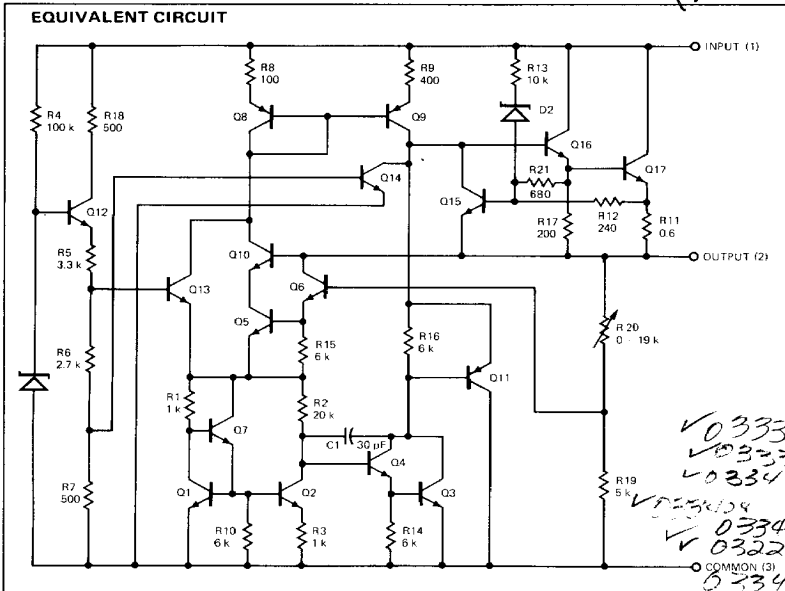 EQUIVALENT CIRCUIT
INPUT (1)
R4
100 k
R18
500
R8
100
R9
400
R13
10 k
D2
Q8
Q9
Q16
Q17
Q14
R21
680
Q12
Q15
R17
200
R12
240
R11
0.6
R5
3.3 k
Q10
OUTPUT (2)
Q13
Q6
Q5
R15
6 k
R16
6 k
R20
0 - 19 k
R6
2.7 k
Q11
R1
1 k
R2
20 k
Q7
C1
30 pF
Q4
R7
500
Q1
Q2
Q3
R19
5 k
R10
6 k
R3
1 k
R14
6 k
COMMON (3)
0333
0334
0334
0322
0334